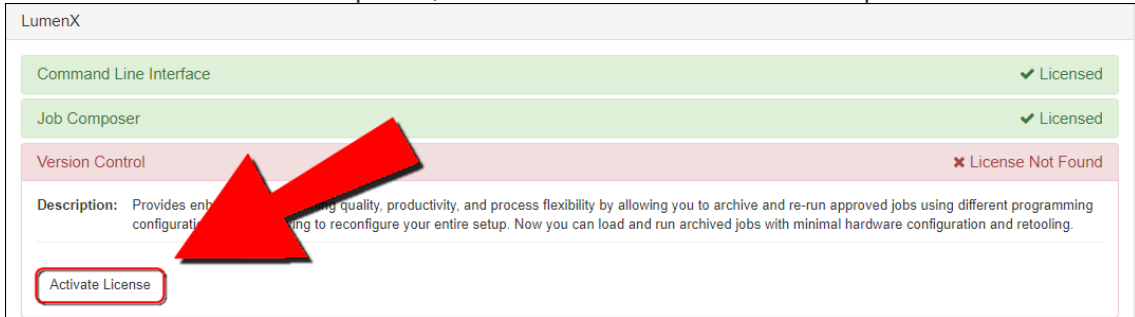 LumenX
Command Line Interface ✔ Licensed
Job Composer ✔ Licensed
Version Control ✖ License Not Found
Description: Provides quality, productivity, and process flexibility by allowing you to archive and re-run approved jobs using different programming
to reconfigure your entire setup. Now you can load and run archived jobs with minimal hardware configuration and retooling.
Activate License